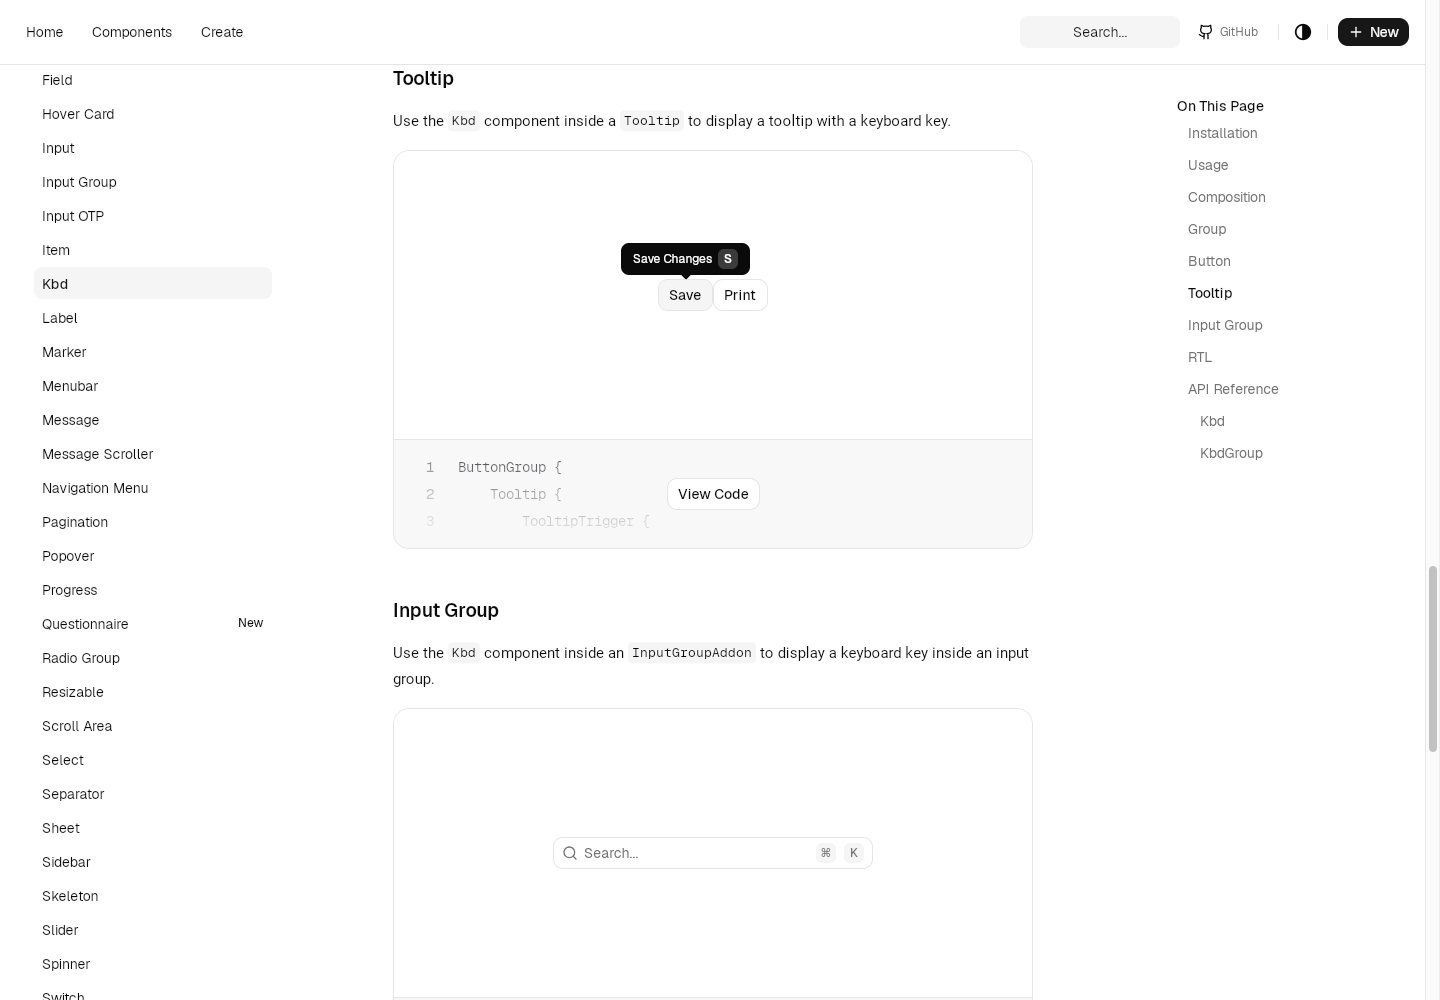 Home Components Create Search... GitHub New
Field
Hover Card
Input
Input Group
Input OTP
Item
Kbd
Label
Marker
Menubar
Message
Message Scroller
Navigation Menu
Pagination
Popover
Progress
Questionnaire New
Radio Group
Resizable
Scroll Area
Select
Separator
Sheet
Sidebar
Skeleton
Slider
Spinner
Switch
Tooltip
Use the Kbd component inside a Tooltip to display a tooltip with a keyboard key.
Save Changes S
Save Print
1 ButtonGroup {
2 Tooltip {
3 TooltipTrigger {
View Code
Input Group
Use the Kbd component inside an InputGroupAddon to display a keyboard key inside an input
group.
Search... ⌘ K
On This Page
Installation
Usage
Composition
Group
Button
Tooltip
Input Group
RTL
API Reference
Kbd
KbdGroup